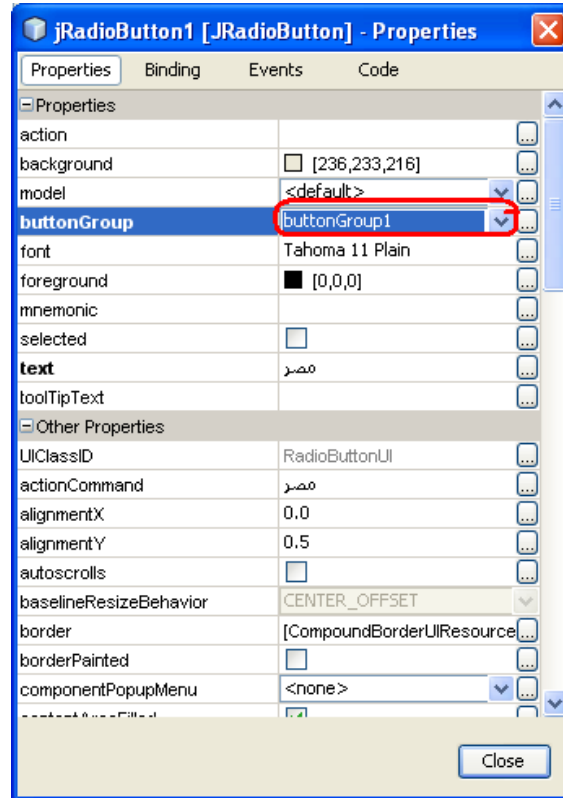 jRadioButton1 [JRadioButton] - Properties
Properties Binding Events Code
Properties
action ...
background [236,233,216] ...
model <default> ...
buttonGroup buttonGroup1 ...
font Tahoma 11 Plain ...
foreground [0,0,0] ...
mnemonic ...
selected ...
text مصر ...
toolTipText ...
Other Properties
UIClassID RadioButtonUI ...
actionCommand مصر ...
alignmentX 0.0 ...
alignmentY 0.5 ...
autoscrolls ...
baselineResizeBehavior CENTER_OFFSET
border [CompoundBorderUIResource ...
borderPainted ...
componentPopupMenu <none> ...
Close